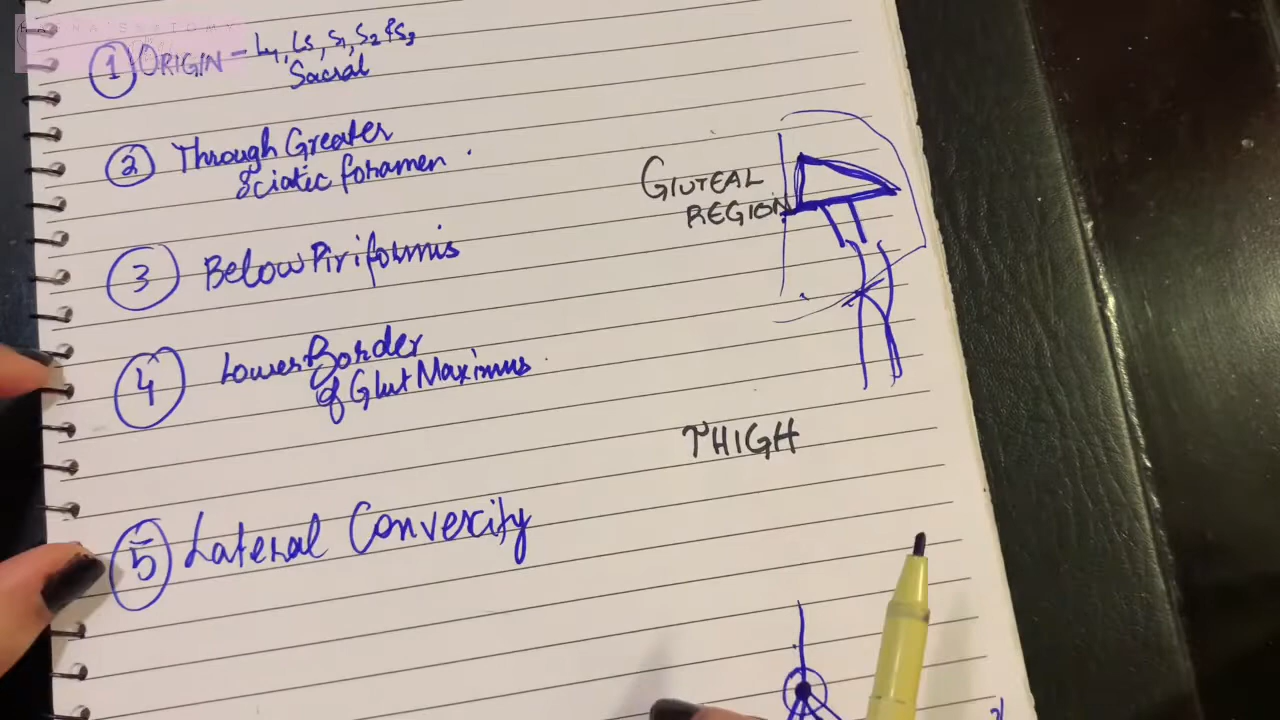 ① ORIGIN - L4, L5, S1, S2 & S3
Sacral
② Through Greater
Sciatic foramen.
③ Below Piriformis
④ Lower Border
of Glut Maximus.
⑤ Lateral Convexity
GLUTEAL
REGION
THIGH